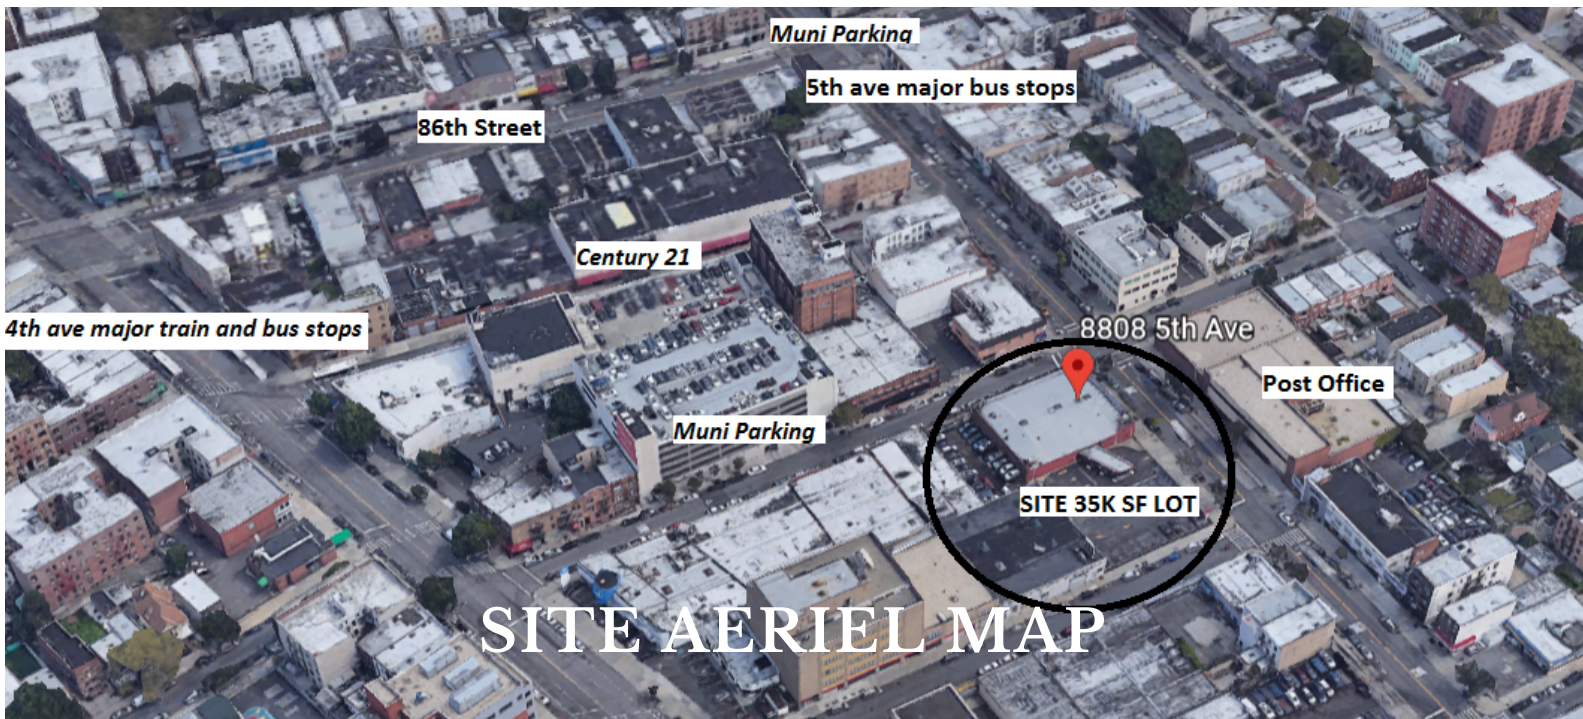 Muni Parking
5th ave major bus stops
86th Street
Century 21
4th ave major train and bus stops
8808 5th Ave
Post Office
Muni Parking
SITE 35K SF LOT
SITE AERIEL MAP